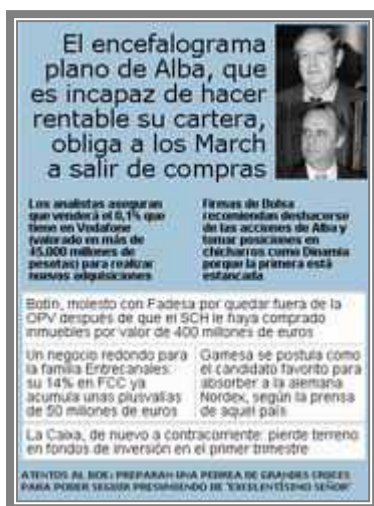 El encefalograma
plano de Alba, que
es incapaz de hacer
rentable su cartera,
obliga a los March
a salir de compras
Los analistas aseguran
que venderá el 0,1% que
tiene en Vodafone
(valorado en más de
45.000 millones de
pesetas) para realizar
nuevas adquisiciones
Firmas de Bolsa
recomiendan deshacerse
de las acciones de Alba y
tomar posiciones en
chicharros como Dinamia
porque la primera está
estancada
Botín, molesto con Fadesa por quedar fuera de la
OPV después de que el SCH le haya comprado
inmuebles por valor de 400 millones de euros
Un negocio redondo para
la familia Entrecanales:
su 14% en FCC ya
acumula unas plusvalías
de 50 millones de euros
Gamesa se postula como
el candidato favorito para
absorber a la alemana
Nordex, según la prensa
de aquel país
La Caixa, de nuevo a contracorriente: pierde terreno
en fondos de inversión en el primer trimestre
ATENTOS AL BOE: PREPARAN UNA PEDREA DE GRANDES CRUCES
PARA PODER SEGUIR PRESUMIENDO DE 'EXCELENTÍSIMO SEÑOR'